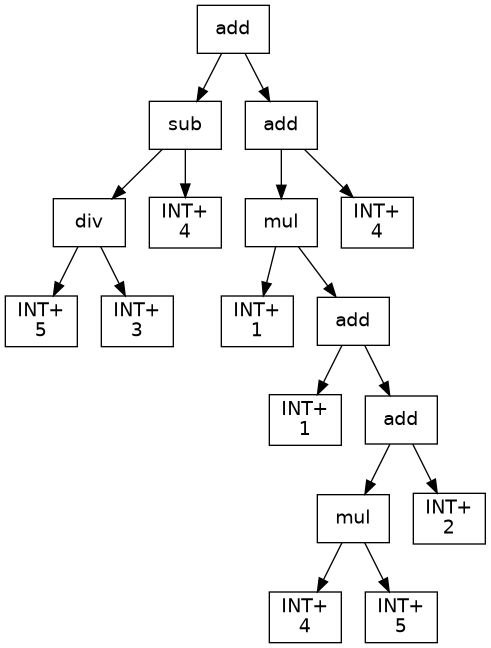 add
sub
add
div
INT+
4
mul
INT+
4
INT+
5
INT+
3
INT+
1
add
INT+
1
add
mul
INT+
2
INT+
4
INT+
5